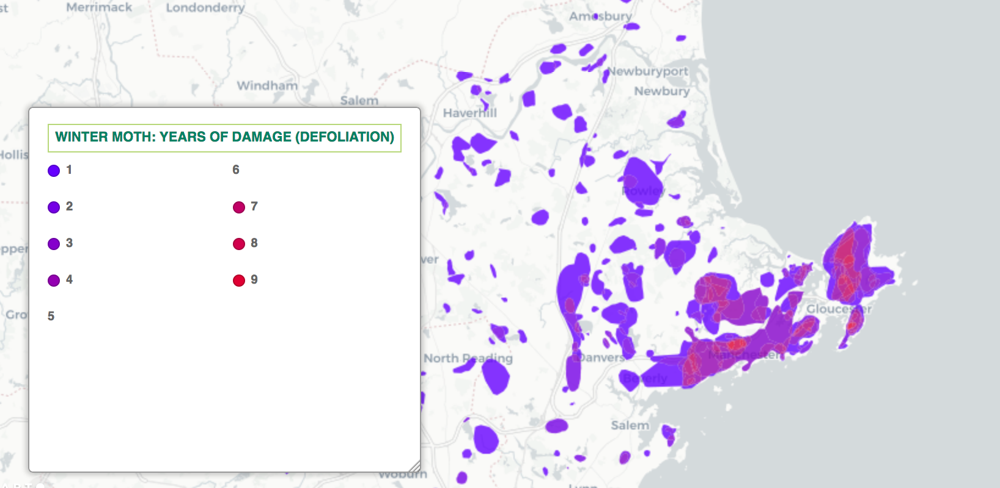 Merrimack
Londonderry
Amesbury
Windham
Salem
Newburyport
Newbury
Haverhill
WINTER MOTH: YEARS OF DAMAGE (DEFOLIATION)
1
6
2
7
3
8
4
9
5
Rowley
Gloucester
North Reading
Danvers
Manchester
Beverly
Salem
Woburn